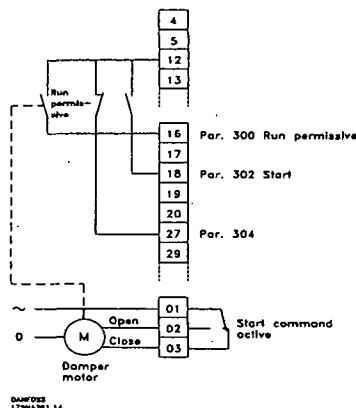 4
5
12
13
Run
permis-
sive
16 Par. 300 Run permissive
17
18 Par. 302 Start
19
20
27 Par. 304
29
~ 01
Open 02 Start command
active
0 M
Close 03
Damper
motor
DANFOSS